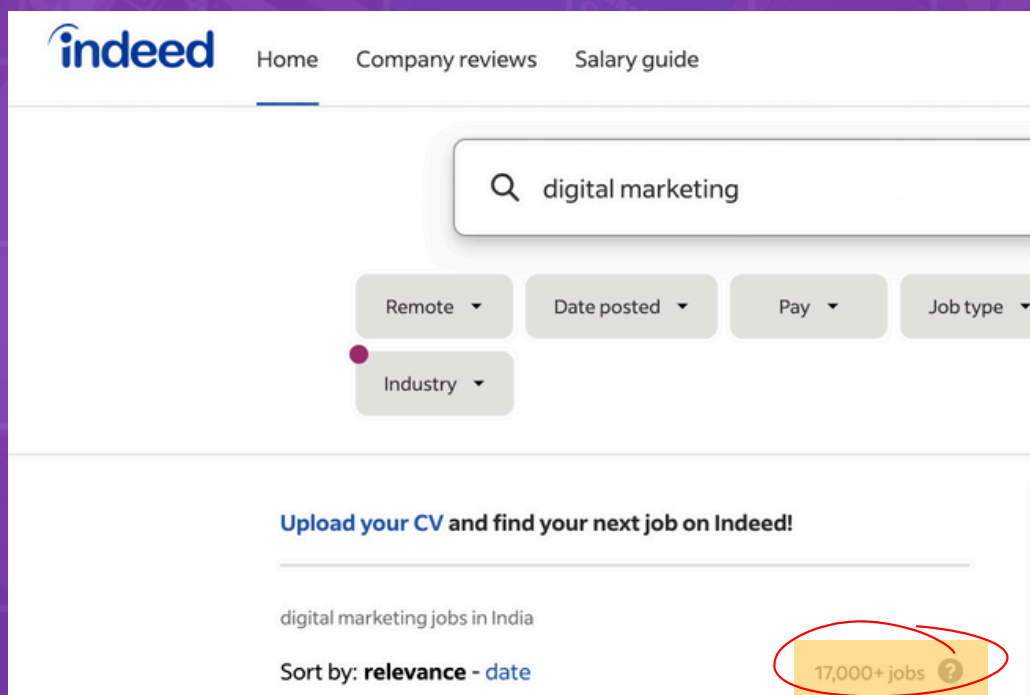 indeed
Home Company reviews Salary guide
digital marketing
Remote Date posted Pay Job type
Industry
Upload your CV and find your next job on Indeed!
digital marketing jobs in India
Sort by: relevance - date
17,000+ jobs ?